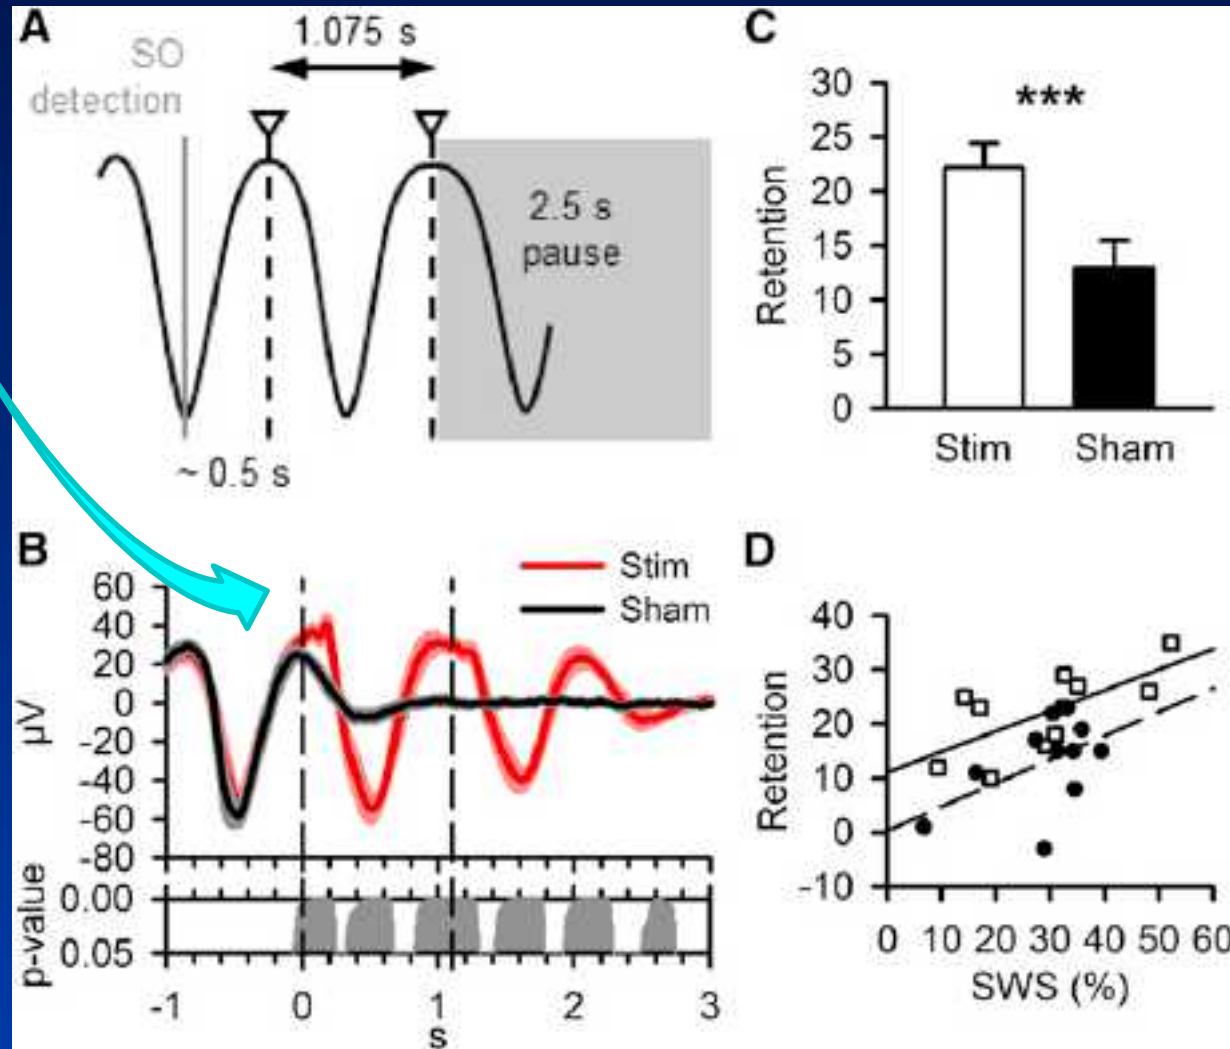 A
SO
detection
1.075 s
2.5 s
pause
~ 0.5 s
C
Retention
30
25
20
15
10
5
0
***
Stim
Sham
B
Stim
Sham
µV
60
40
20
0
-20
-40
-60
-80
p-value
0.00
0.05
-1 0 1 2 3
s
D
Retention
40
30
20
10
0
-10
0 10 20 30 40 50 60
SWS (%)